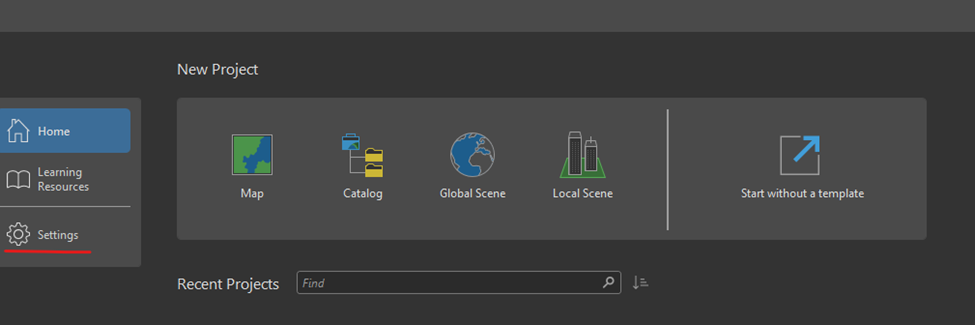 New Project
Home
Learning
Resources
Settings
Map
Catalog
Global Scene
Local Scene
Start without a template
Recent Projects
Find